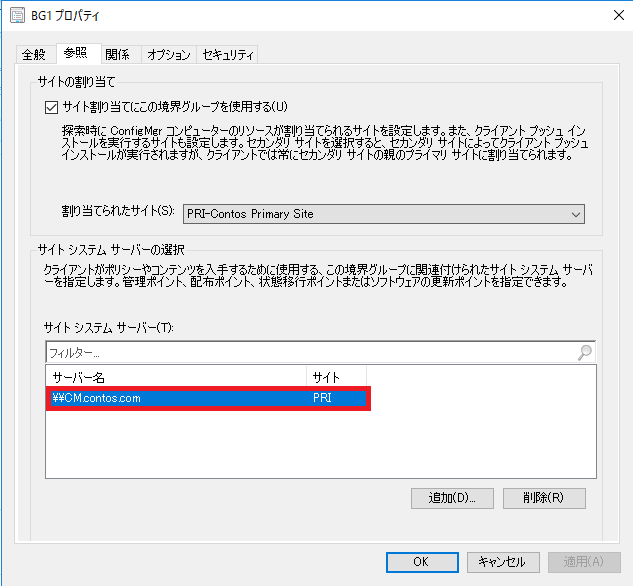 BG1 プロパティ
全般 参照 関係 オプション セキュリティ
サイトの割り当て
サイト割り当てにこの境界グループを使用する(U)
探索時に ConfigMgr コンピューターのリソースが割り当てられるサイトを設定します。また、クライアント プッシュ イン
ストールを実行するサイトも設定します。セカンダリ サイトを選択すると、セカンダリ サイトによってクライアント プッシュ
インストールが実行されますが、クライアントでは常にセカンダリ サイトの親のプライマリ サイトに割り当てられます。
割り当てられたサイト(S): PRI-Contos Primary Site
サイト システム サーバーの選択
クライアントがポリシーやコンテンツを入手するために使用する、この境界グループに関連付けられたサイト システム サーバ
ーを指定します。管理ポイント、配布ポイント、状態移行ポイントまたはソフトウェアの更新ポイントを指定できます。
サイト システム サーバー(T):
フィルター...
サーバー名 サイト
¥¥CM.contos.com PRI
追加(D)... 削除(R)
OK キャンセル 適用(A)